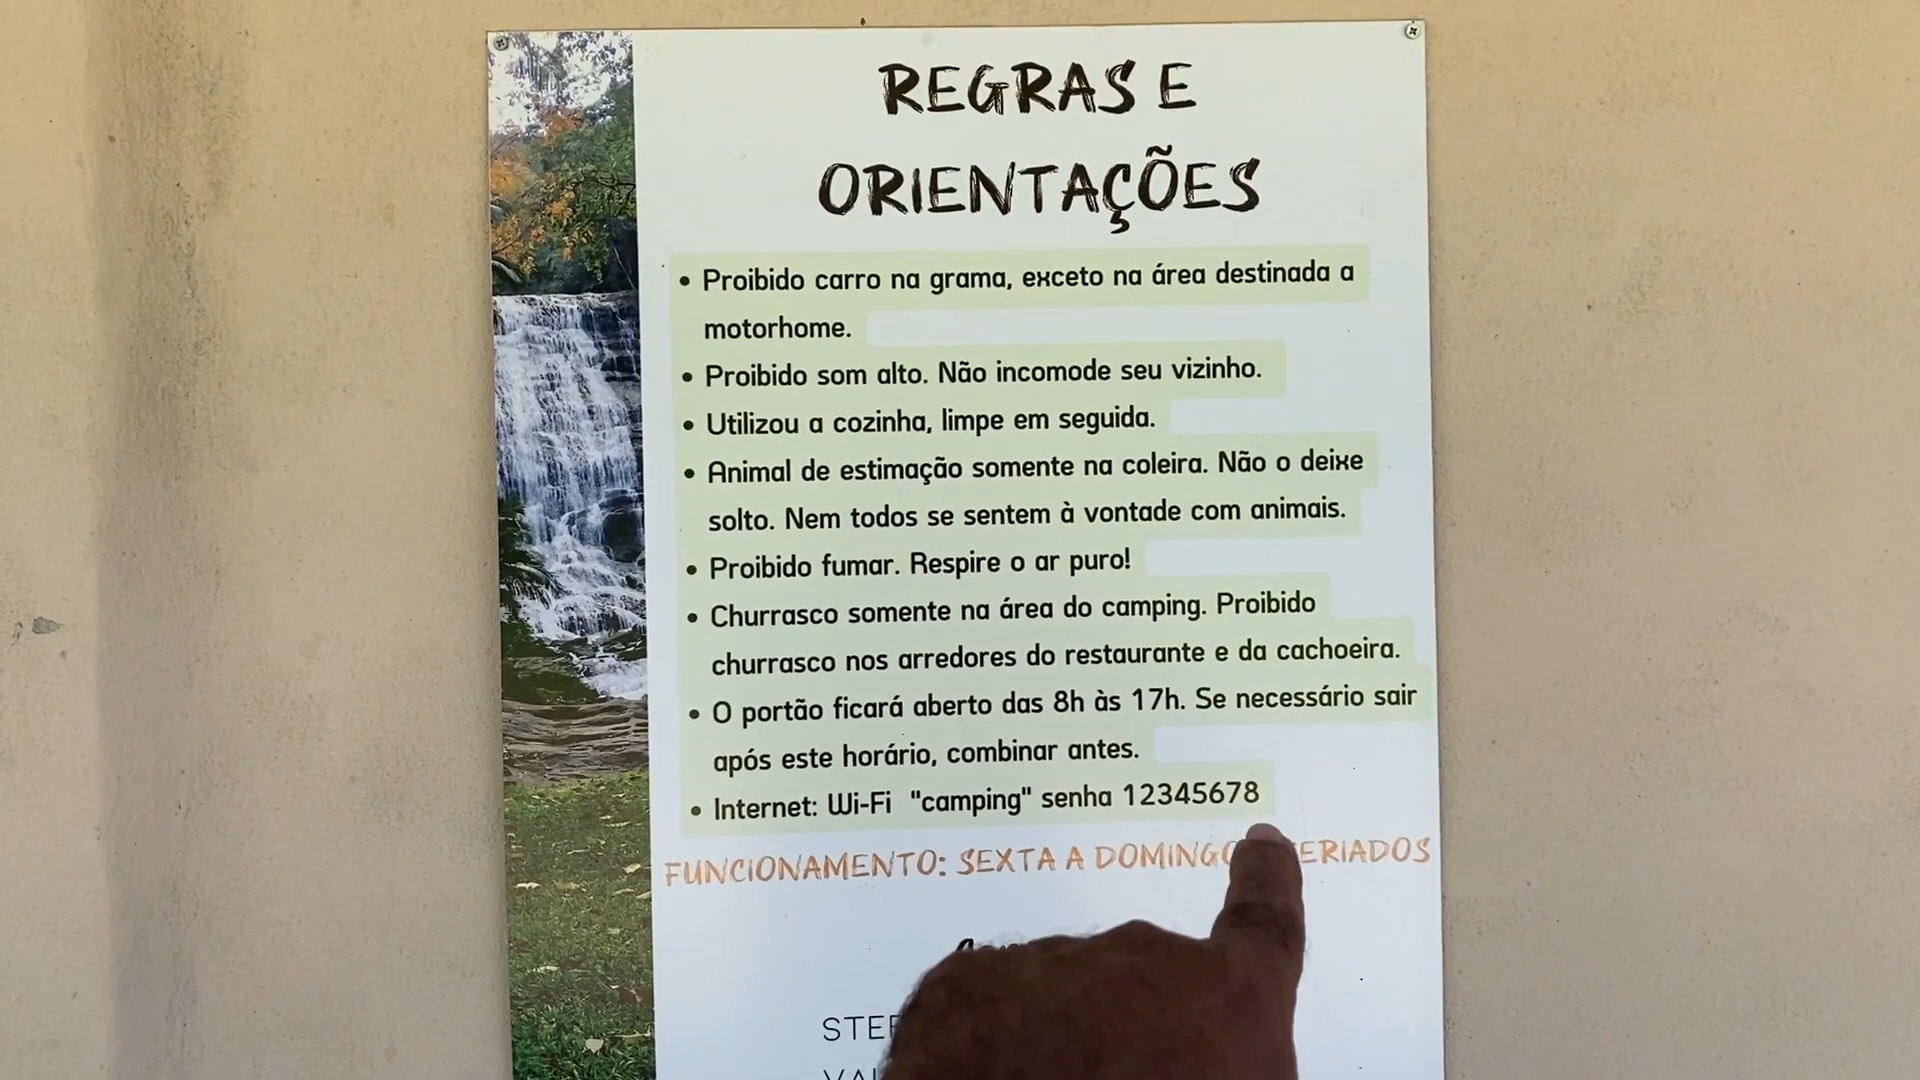 REGRAS E
ORIENTAÇÕES
• Proibido carro na grama, exceto na área destinada a
motorhome.
• Proibido som alto. Não incomode seu vizinho.
• Utilizou a cozinha, limpe em seguida.
• Animal de estimação somente na coleira. Não o deixe
solto. Nem todos se sentem à vontade com animais.
• Proibido fumar. Respire o ar puro!
• Churrasco somente na área do camping. Proibido
churrasco nos arredores do restaurante e da cachoeira.
• O portão ficará aberto das 8h às 17h. Se necessário sair
após este horário, combinar antes.
• Internet: Wi-Fi "camping" senha 12345678
FUNCIONAMENTO: SEXTA A DOMINGO